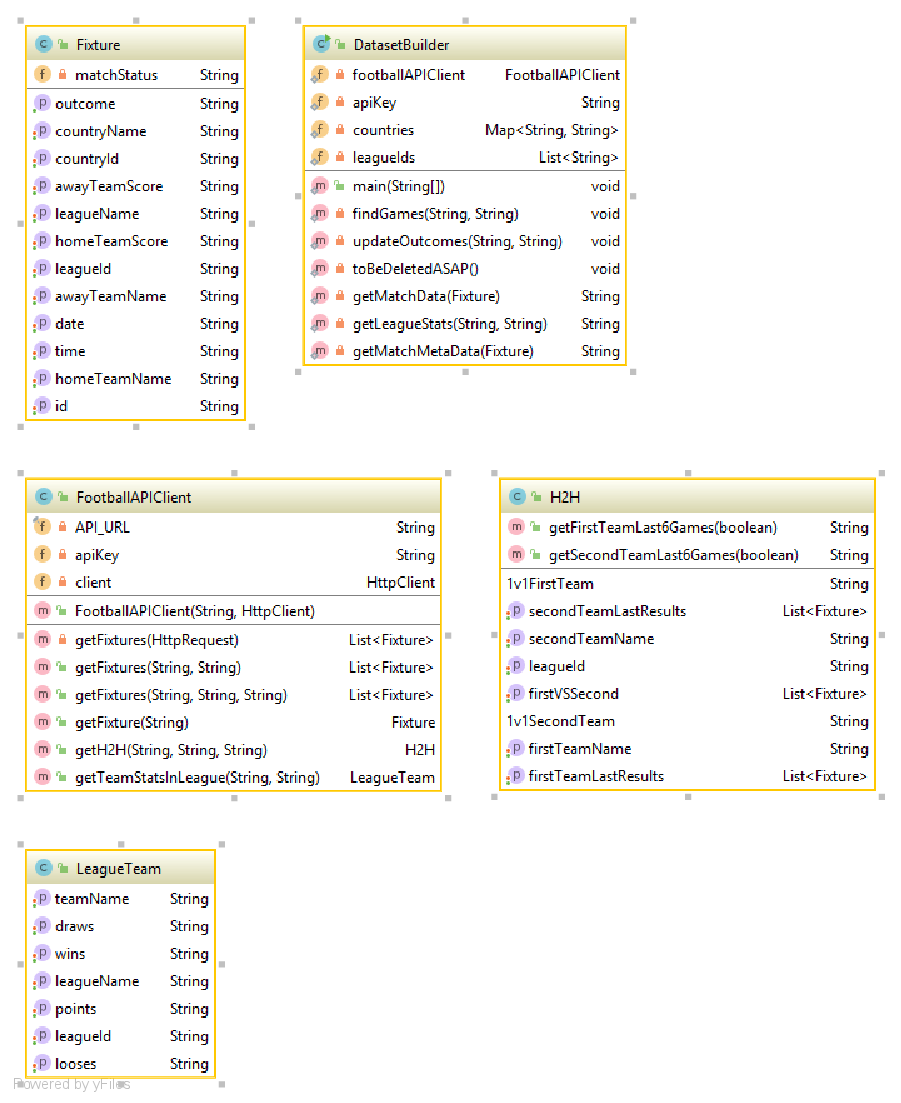 Fixture
matchStatus String
outcome String
countryName String
countryId String
awayTeamScore String
leagueName String
homeTeamScore String
leagueId String
awayTeamName String
date String
time String
homeTeamName String
id String
DatasetBuilder
footballAPIClient FootballAPIClient
apiKey String
countries Map<String, String>
leagueIds List<String>
main(String[]) void
findGames(String, String) void
updateOutcomes(String, String) void
toBeDeletedASAP() void
getMatchData(Fixture) String
getLeagueStats(String, String) String
getMatchMetaData(Fixture) String
FootballAPIClient
API_URL String
apiKey String
client HttpClient
FootballAPIClient(String, HttpClient)
getFixtures(HttpRequest) List<Fixture>
getFixtures(String, String) List<Fixture>
getFixtures(String, String, String) List<Fixture>
getFixture(String) Fixture
getH2H(String, String, String) H2H
getTeamStatsInLeague(String, String) LeagueTeam
H2H
getFirstTeamLast6Games(boolean) String
getSecondTeamLast6Games(boolean) String
1v1FirstTeam String
secondTeamLastResults List<Fixture>
secondTeamName String
leagueId String
firstVSSecond List<Fixture>
1v1SecondTeam String
firstTeamName String
firstTeamLastResults List<Fixture>
LeagueTeam
teamName String
draws String
wins String
leagueName String
points String
leagueId String
looses String
Powered by yFiles